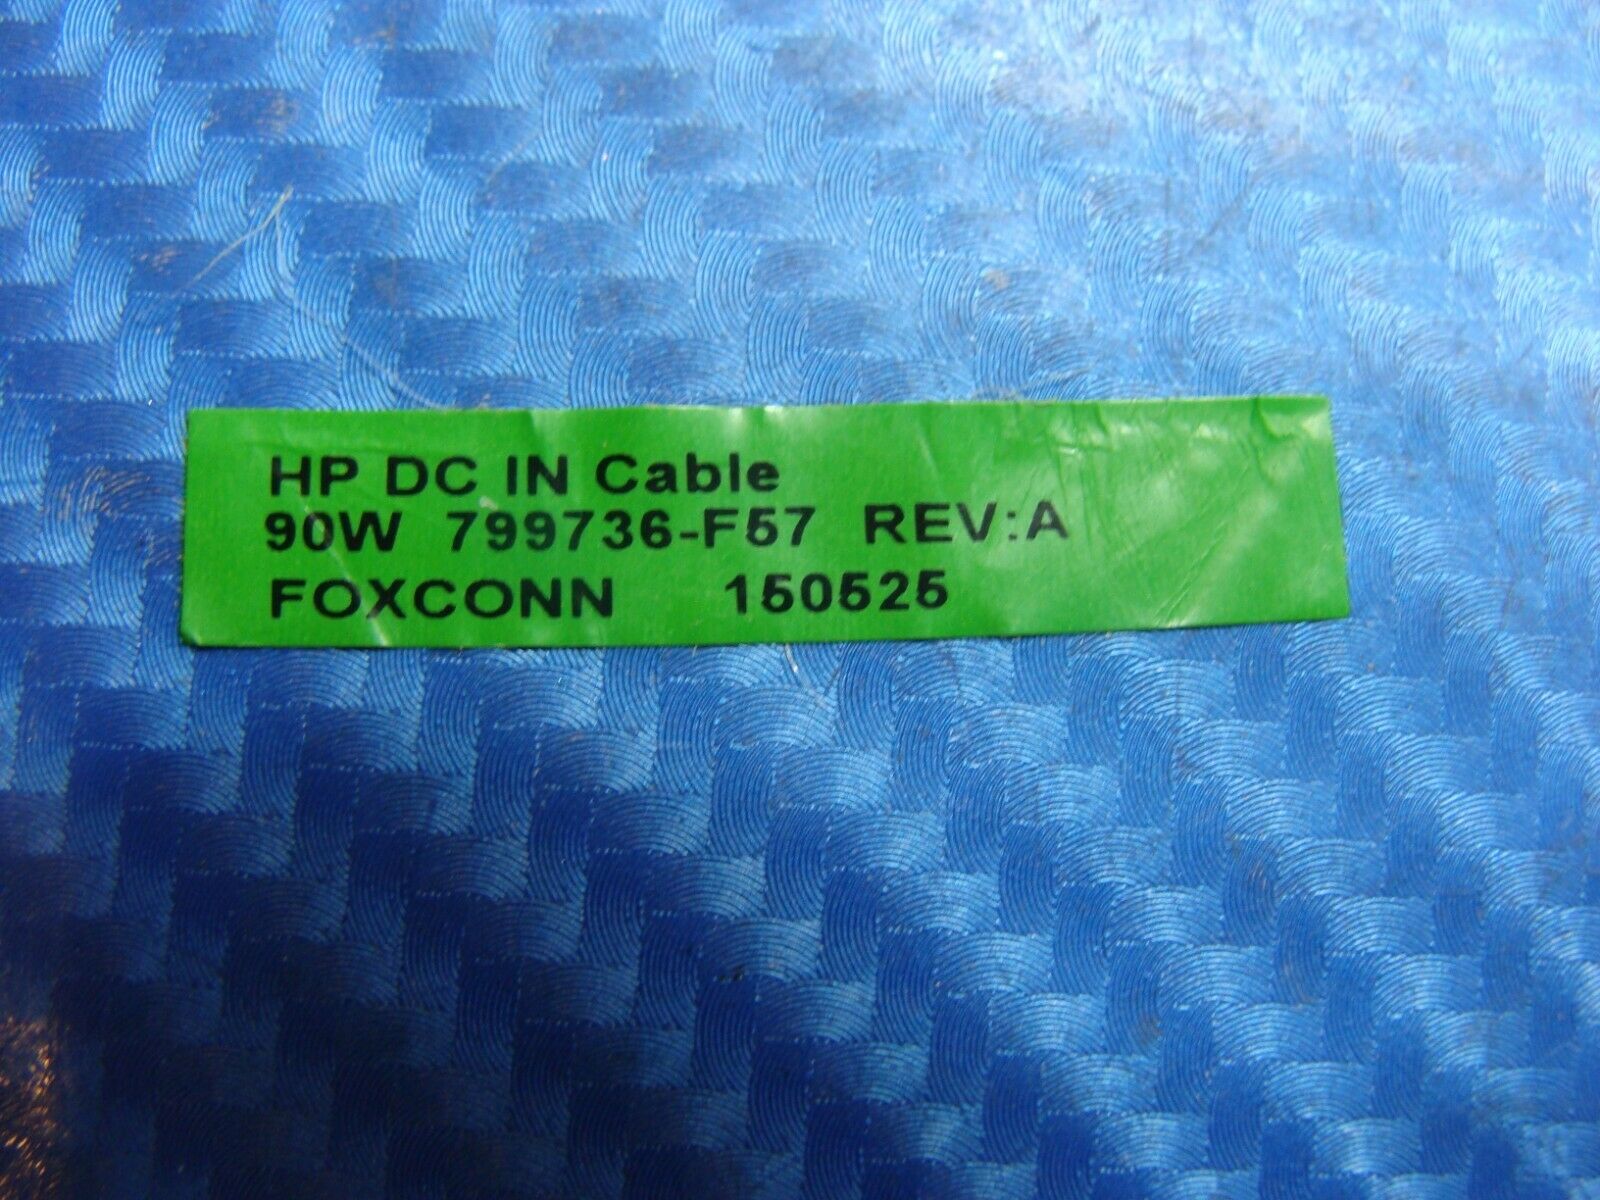 HP DC IN Cable
90W 799736-F57 REV:A
FOXCONN 150525